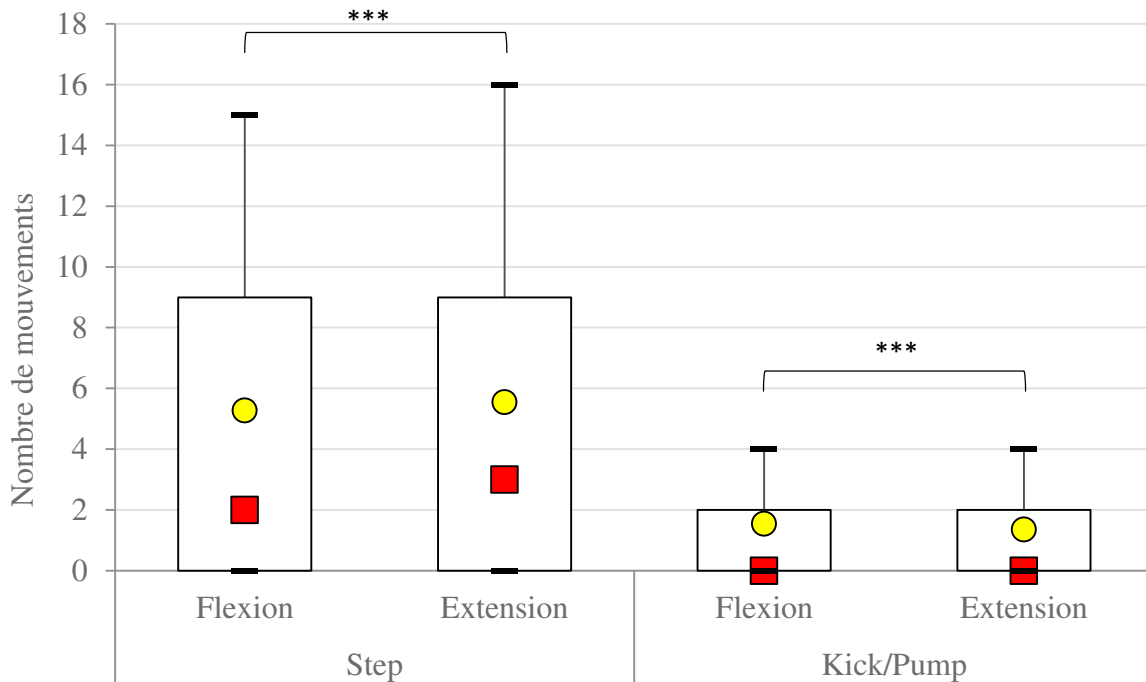 Nombre de mouvements
18
16
14
12
10
8
6
4
2
0
***
***
Flexion
Extension
Flexion
Extension
Step
Kick/Pump